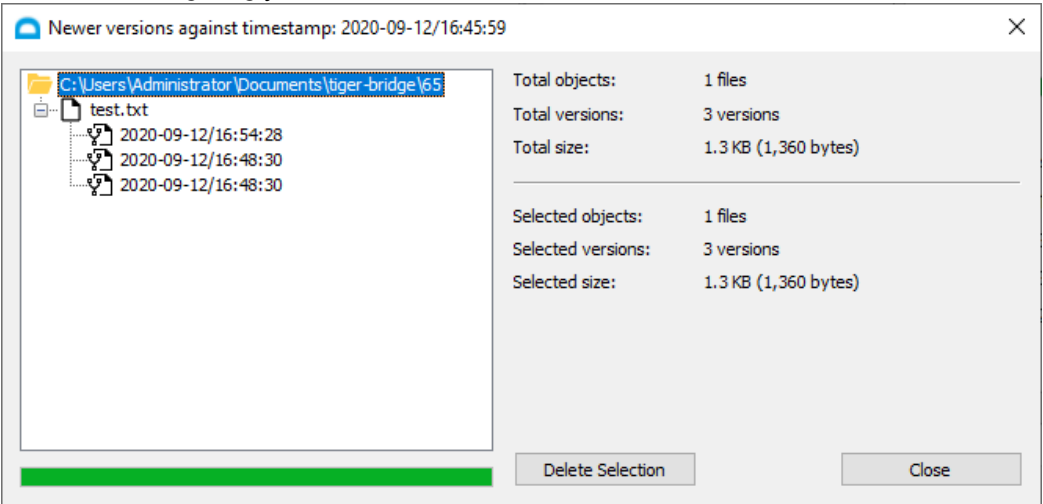 Newer versions against timestamp: 2020-09-12/16:45:59
C:\Users\Administrator\Documents\tiger-bridge\65
test.txt
2020-09-12/16:54:28
2020-09-12/16:48:30
2020-09-12/16:48:30
Total objects: 1 files
Total versions: 3 versions
Total size: 1.3 KB (1,360 bytes)
Selected objects: 1 files
Selected versions: 3 versions
Selected size: 1.3 KB (1,360 bytes)
Delete Selection
Close